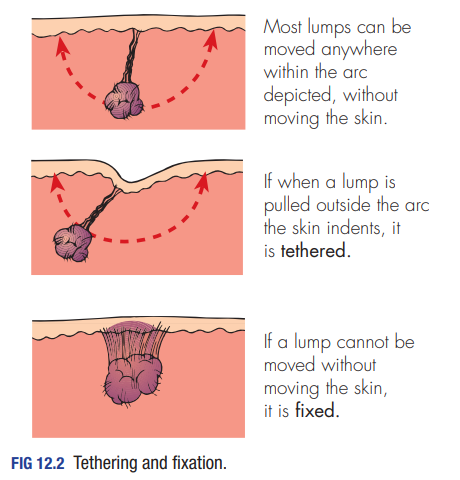 Most lumps can be
moved anywhere
within the arc
depicted, without
moving the skin.
If when a lump is
pulled outside the arc
the skin indents, it
is tethered.
If a lump cannot be
moved without
moving the skin,
it is fixed.
FIG 12.2 Tethering and fixation.